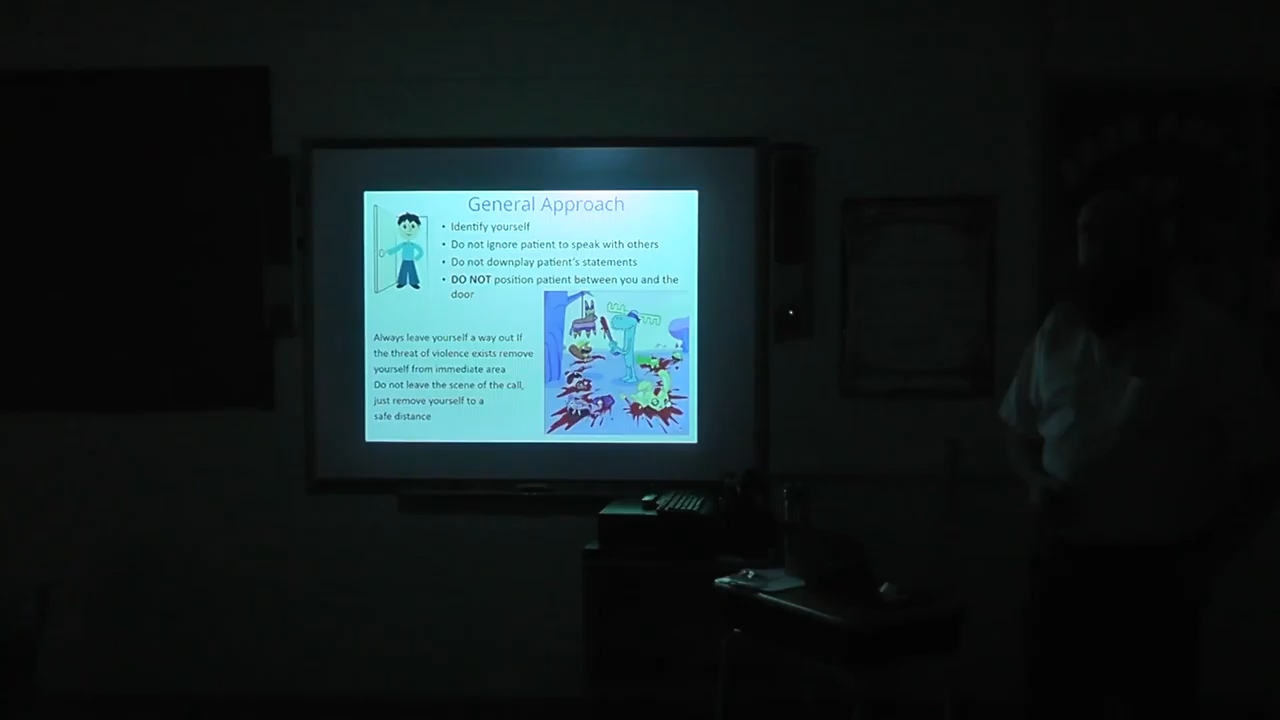 General Approach
• Identify yourself
• Do not ignore patient to speak with others
• Do not downplay patient's statements
• DO NOT position patient between you and the
door
Always leave yourself a way out If
the threat of violence exists remove
yourself from immediate area
Do not leave the scene of the call,
just remove yourself to a
safe distance